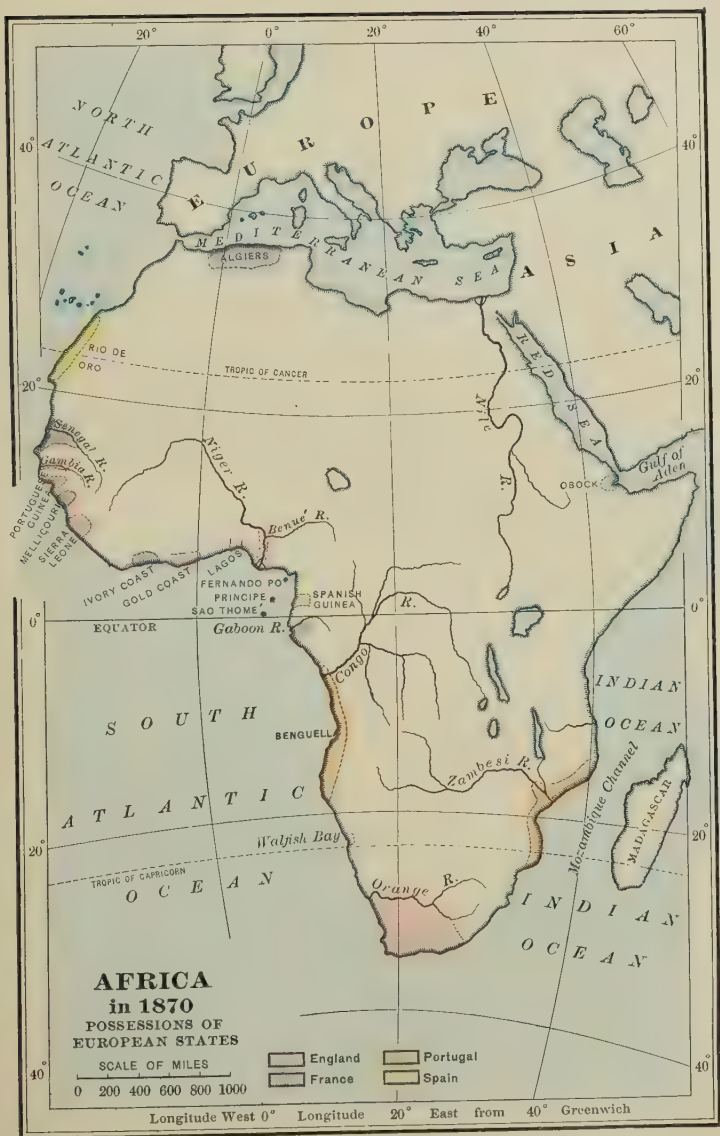 20° 0° 20° 40° 60°
NORTH
ATLANTIC
OCEAN
EUROPE
40° 40°
MEDITERRANEAN SEA
ASIA
ALGIERS
RIO DE
ORO
TROPIC OF CANCER
20° 20°
RED SEA
Nile R.
Senegal R.
Gambia R.
Niger R.
Gulf of
Aden
OBOCK
PORTUGUESE
GUINEA
MELLICOURI
SIERRA
LEONE
Benué R.
IVORY COAST
GOLD COAST
LAGOS
FERNANDO PO
PRINCIPE
SAO THOMÉ
SPANISH
GUINEA
0° 0°
EQUATOR
Gaboon R.
Congo R.
INDIAN
OCEAN
SOUTH
ATLANTIC
OCEAN
BENGUELLA
Zambesi R.
Mozambique Channel
MADAGASCAR
Walfish Bay
20° 20°
TROPIC OF CAPRICORN
Orange R.
INDIAN
OCEAN
AFRICA
in 1870
POSSESSIONS OF
EUROPEAN STATES
SCALE OF MILES
0 200 400 600 800 1000
England Portugal
France Spain
40° 40°
Longitude West 0° Longitude 20° East from 40° Greenwich